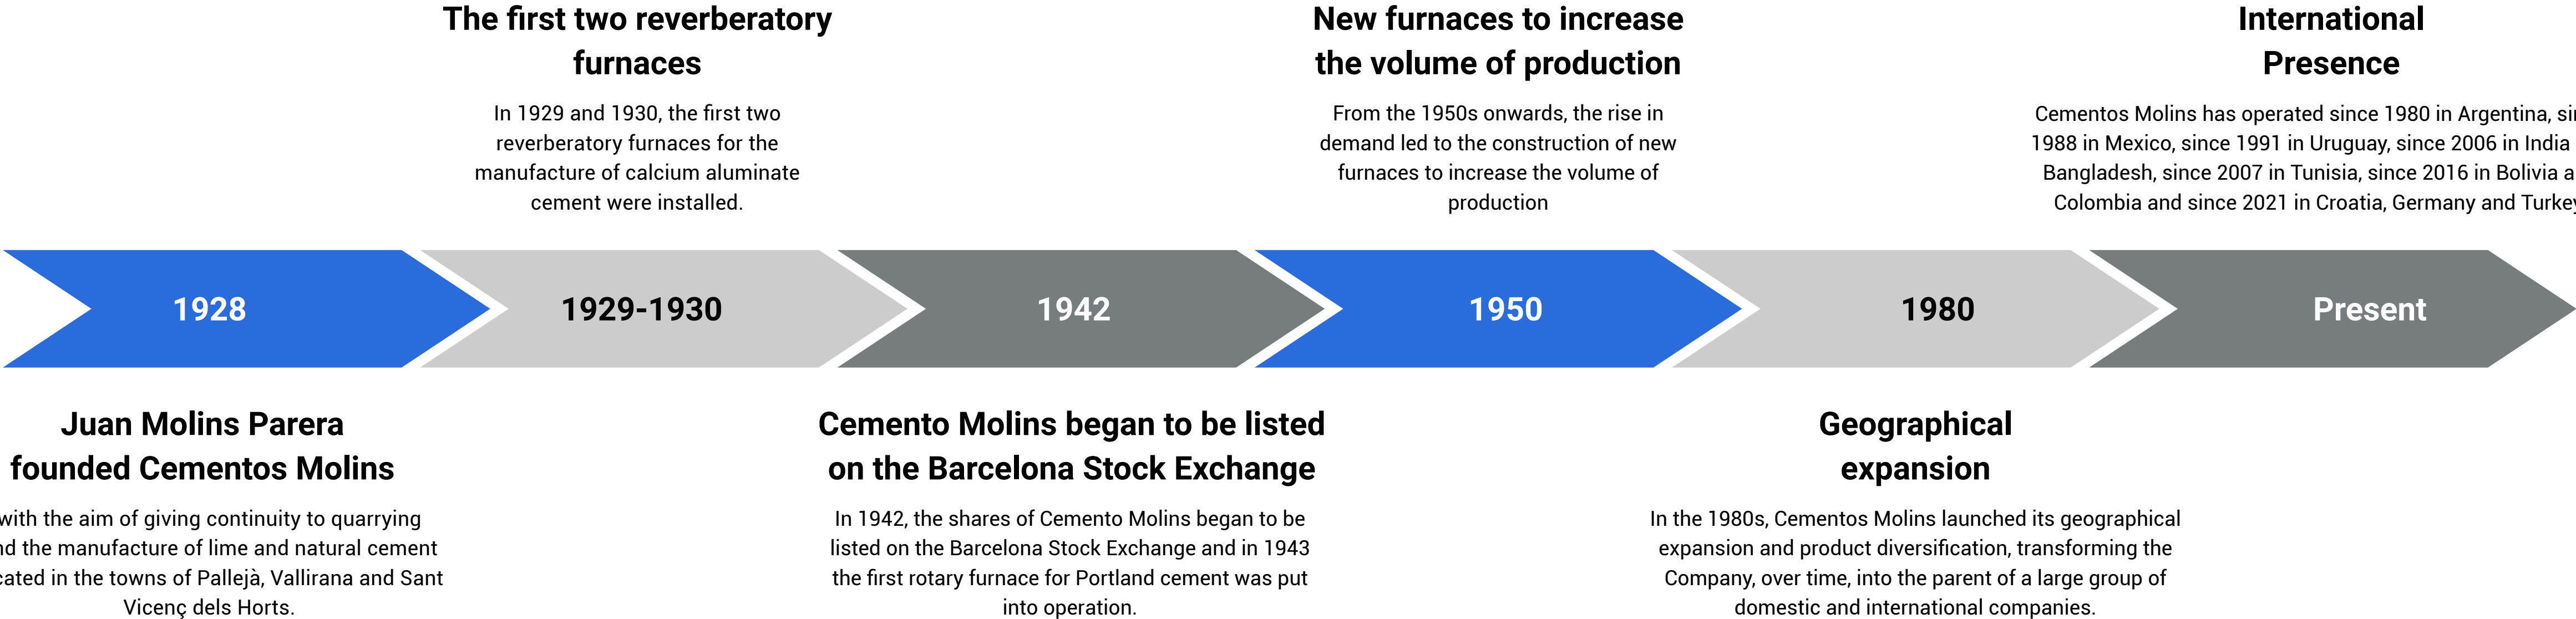 The first two reverberatory
furnaces
In 1929 and 1930, the first two
reverberatory furnaces for the
manufacture of calcium aluminate
cement were installed.
New furnaces to increase
the volume of production
From the 1950s onwards, the rise in
demand led to the construction of new
furnaces to increase the volume of
production
International
Presence
Cementos Molins has operated since 1980 in Argentina,
1988 in Mexico, since 1991 in Uruguay, since 2006 in India
Bangladesh, since 2007 in Tunisia, since 2016 in Bolivia
Colombia and since 2021 in Croatia, Germany and Turkey
1928
1929-1930
1942
1950
1980
Present
Juan Molins Parera
founded Cementos Molins
with the aim of giving continuity to quarrying
the manufacture of lime and natural cement
in the towns of Pallejà, Vallirana and Sant
Vicenç dels Horts.
Cemento Molins began to be listed
on the Barcelona Stock Exchange
In 1942, the shares of Cemento Molins began to be
listed on the Barcelona Stock Exchange and in 1943
the first rotary furnace for Portland cement was put
into operation.
Geographical
expansion
In the 1980s, Cementos Molins launched its geographical
expansion and product diversification, transforming the
Company, over time, into the parent of a large group of
domestic and international companies.